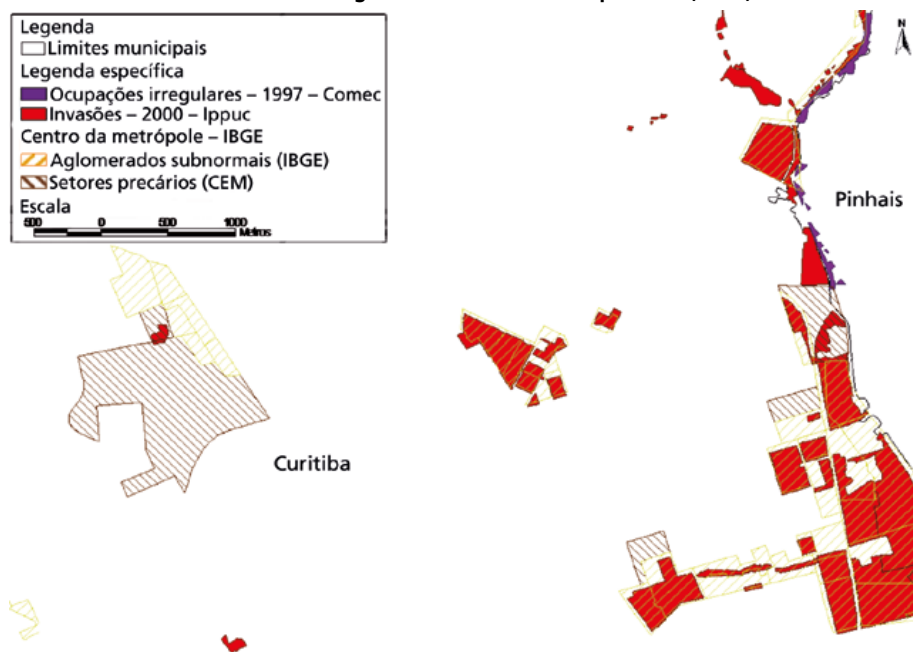 Legenda
Limites municipais
Legenda específica
Ocupações irregulares – 1997 – Comec
Invasões – 2000 – Ippuc
Centro da metrópole – IBGE
Aglomerados subnormais (IBGE)
Setores precários (CEM)
Escala
500 0 500 1000
Metros
N
Pinhais
Curitiba